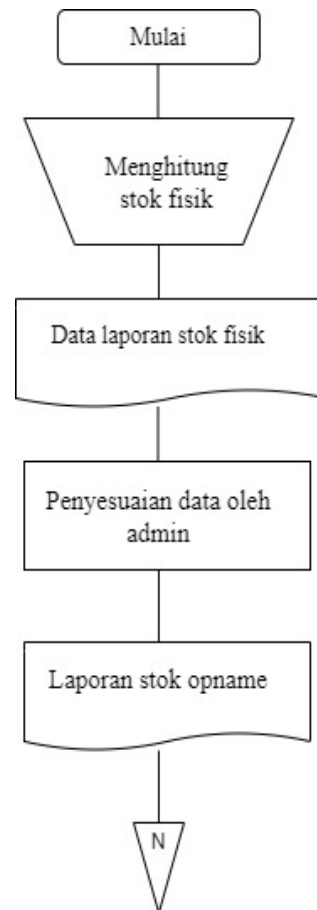 Mulai
Menghitung
stok fisik
Data laporan stok fisik
Penyesuaian data oleh
admin
Laporan stok opname
N